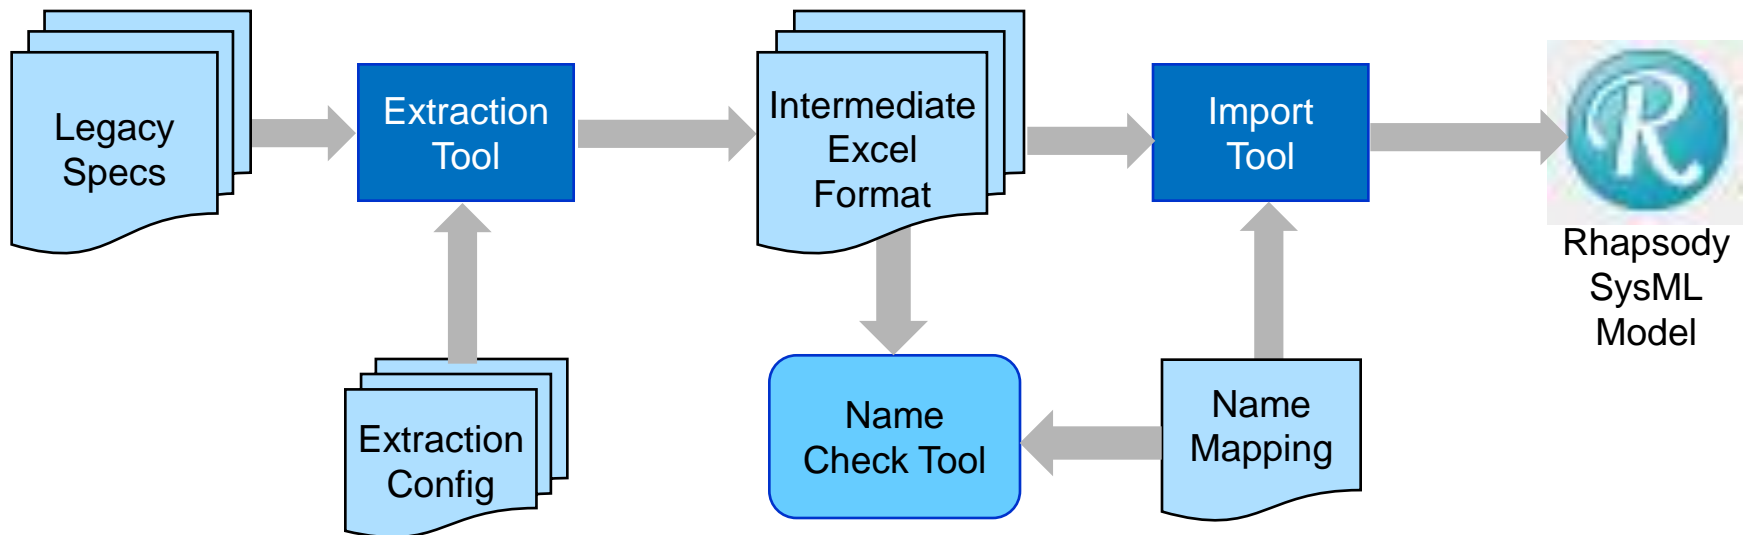 Legacy
Specs
Extraction
Tool
Intermediate
Excel
Format
Import
Tool
R
Rhapsody
SysML
Model
Extraction
Config
Name
Check Tool
Name
Mapping